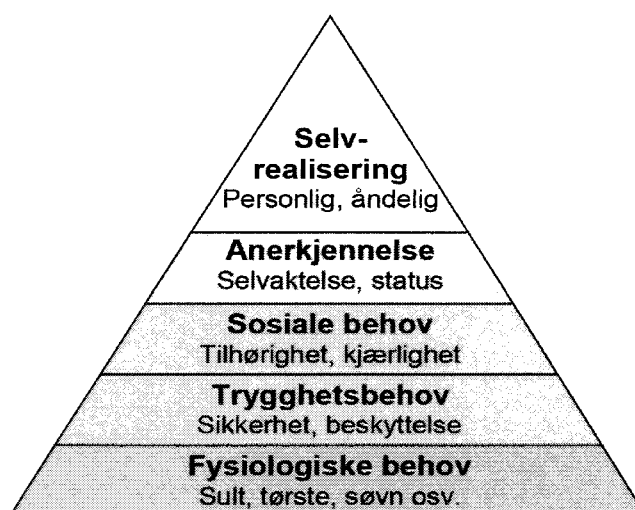 Selv-
realisering
Personlig, åndelig
Anerkjennelse
Selvaktelse, status
Sosiale behov
Tilhørighet, kjærlighet
Trygghetsbehov
Sikkerhet, beskyttelse
Fysiologiske behov
Sult, tørste, søvn osv.